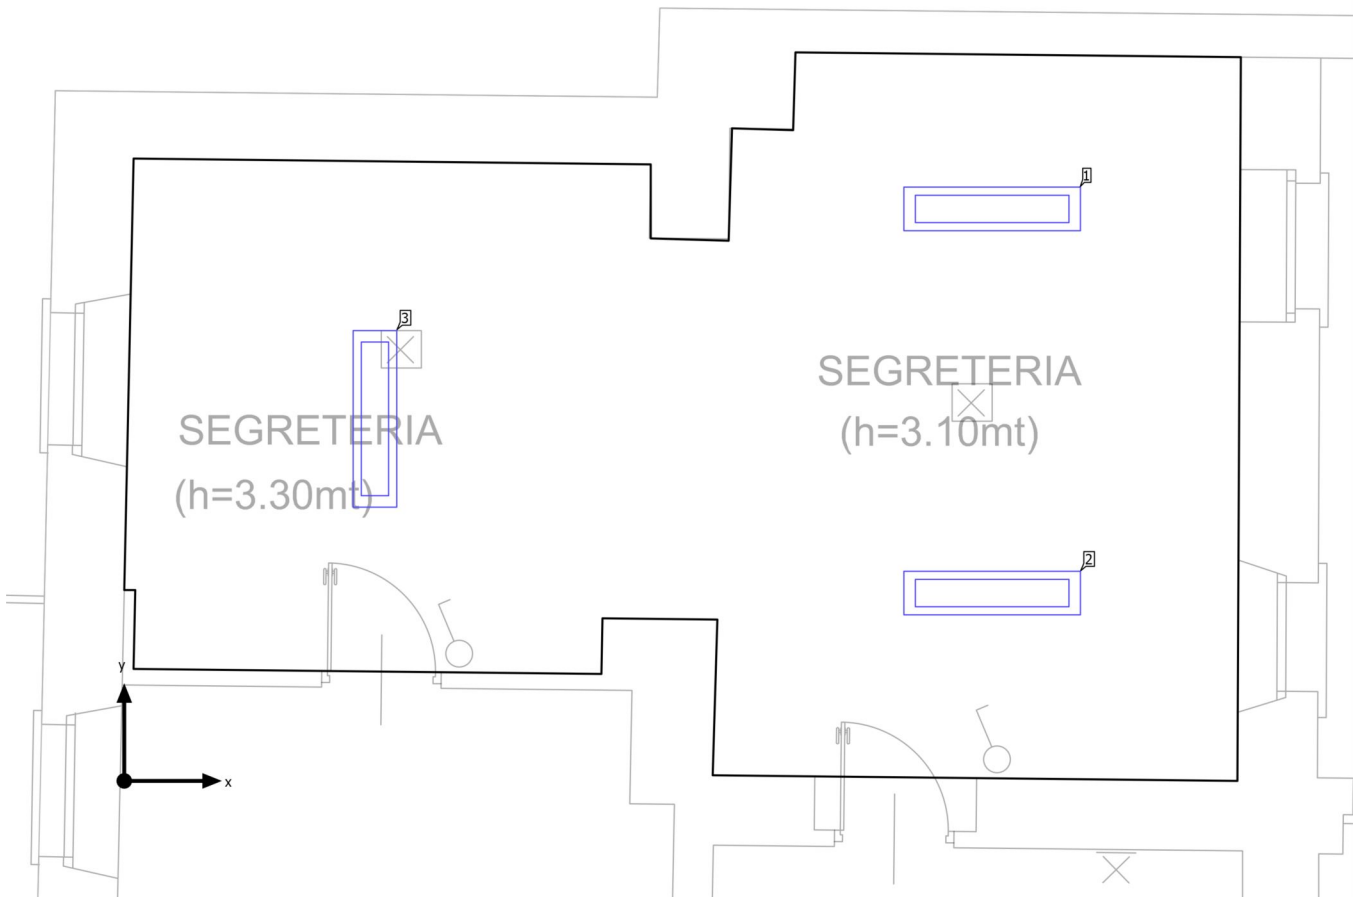 1
3
SEGRETERIA
(h=3.10mt)
SEGRETERIA
(h=3.30mt)
2
y
x